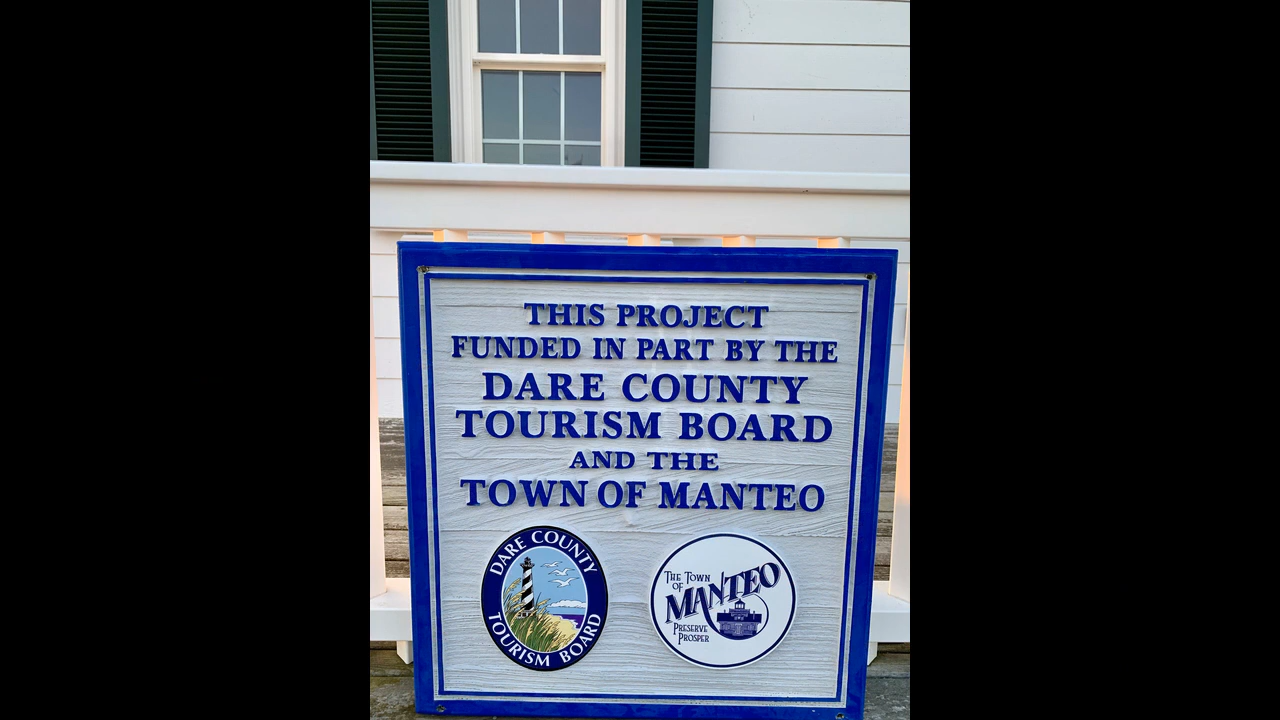 THIS PROJECT
FUNDED IN PART BY THE
DARE COUNTY
TOURISM BOARD
AND THE
TOWN OF MANTEO
DARE COUNTY
TOURISM BOARD
THE TOWN
OF
MANTEO
PRESERVE
PROSPER